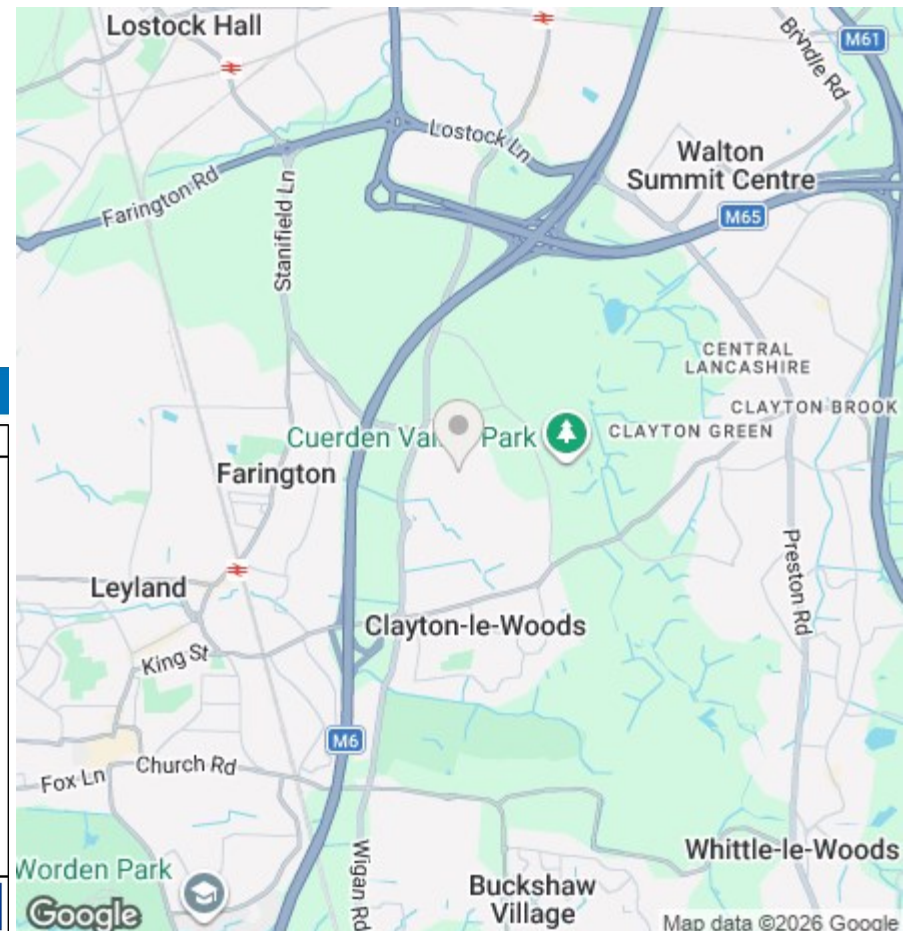 Lostock Hall
Brindle Rd
M61
Lostock Ln
Walton
Summit Centre
Farington Rd
M65
Stanifield Ln
CENTRAL
LANCASHIRE
CLAYTON BROOK
Cuerden Val Park
CLAYTON GREEN
Farington
Leyland
Preston Rd
Clayton-le-Woods
King St
M6
Church Rd
Fox Ln
Wigan Rd
Whittle-le-Woods
Worden Park
Buckshaw
Village
Google
Map data ©2026 Google